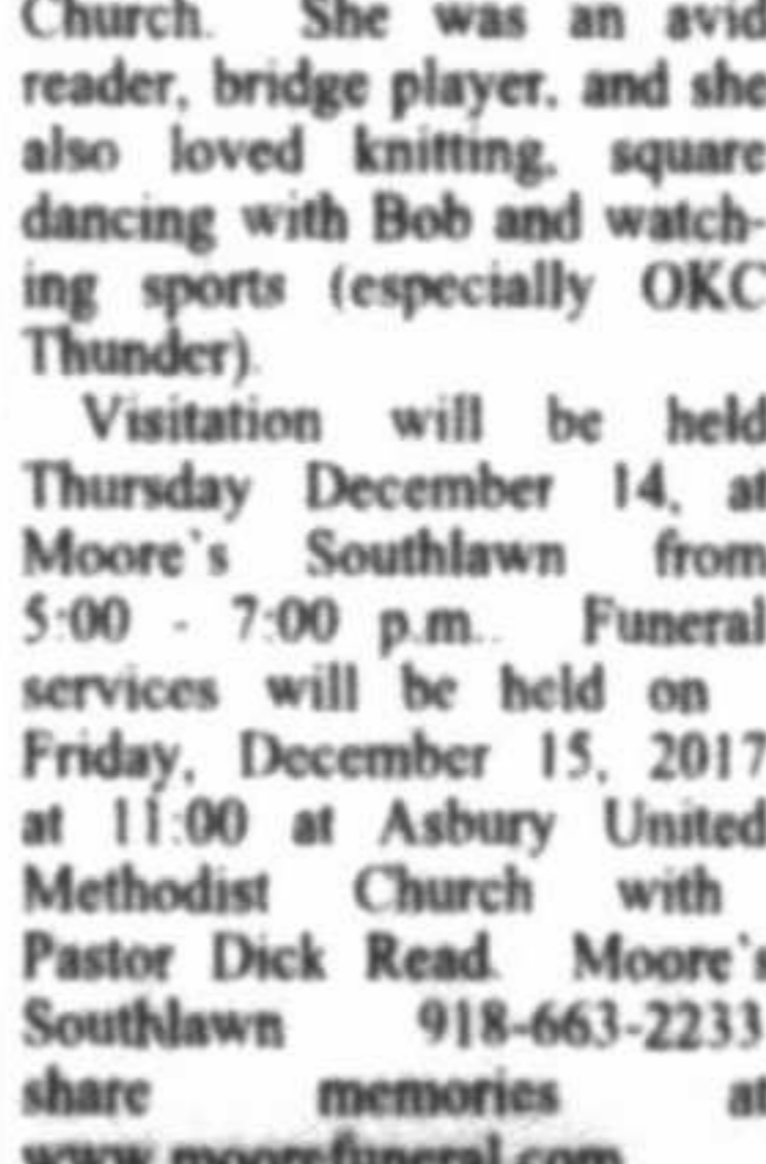 Church. She was an avid
reader, bridge player, and she
also loved knitting, square
dancing with Bob and watch-
ing sports (especially OKC
Thunder).
Visitation will be held
Thursday December 14, at
Moore`s Southlawn from
5:00 - 7:00 p.m.. Funeral
services will be held on
Friday, December 15, 2017
at 11:00 at Asbury United
Methodist Church with
Pastor Dick Read. Moore`s
Southlawn 918-663-2233
share memories at
www.moorefuneral.com